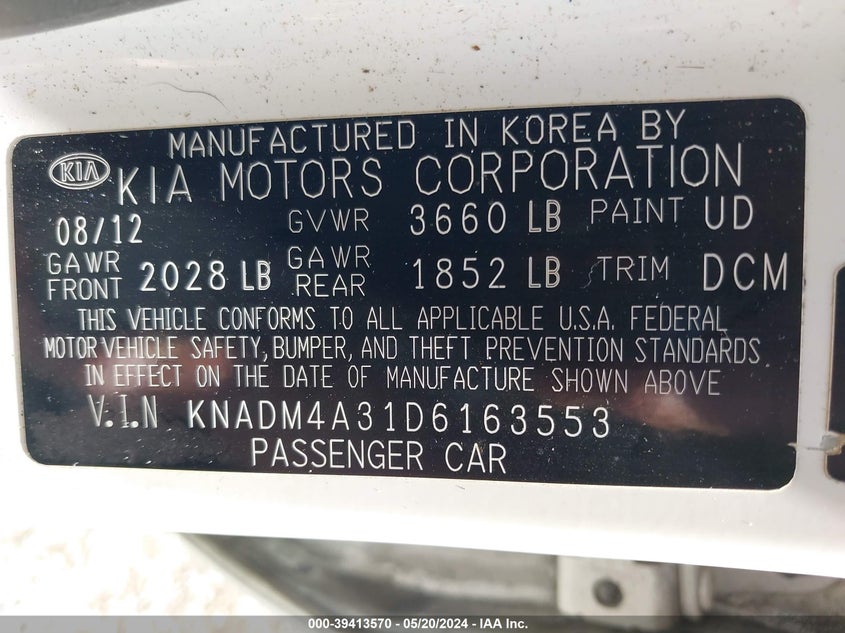 MANUFACTURED IN KOREA BY
KIA KIA MOTORS CORPORATION
08/12 GVWR 3660 LB PAINT UD
GAWR FRONT 2028 LB GAWR REAR 1852 LB TRIM DCM
THIS VEHICLE CONFORMS TO ALL APPLICABLE U.S.A. FEDERAL
MOTOR VEHICLE SAFETY, BUMPER, AND THEFT PREVENTION STANDARDS
IN EFFECT ON THE DATE OF MANUFACTURE SHOWN ABOVE
V.I.N KNADM4A31D6163553
PASSENGER CAR
000-39413570 - 05/20/2024 - IAA Inc.